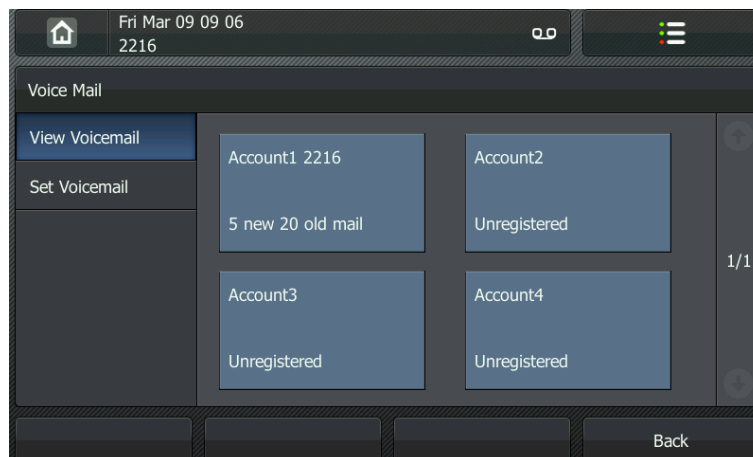 Fri Mar 09 09 06
2216
Voice Mail
View Voicemail
Set Voicemail
Account1 2216
5 new 20 old mail
Account2
Unregistered
Account3
Unregistered
Account4
Unregistered
1/1
Back